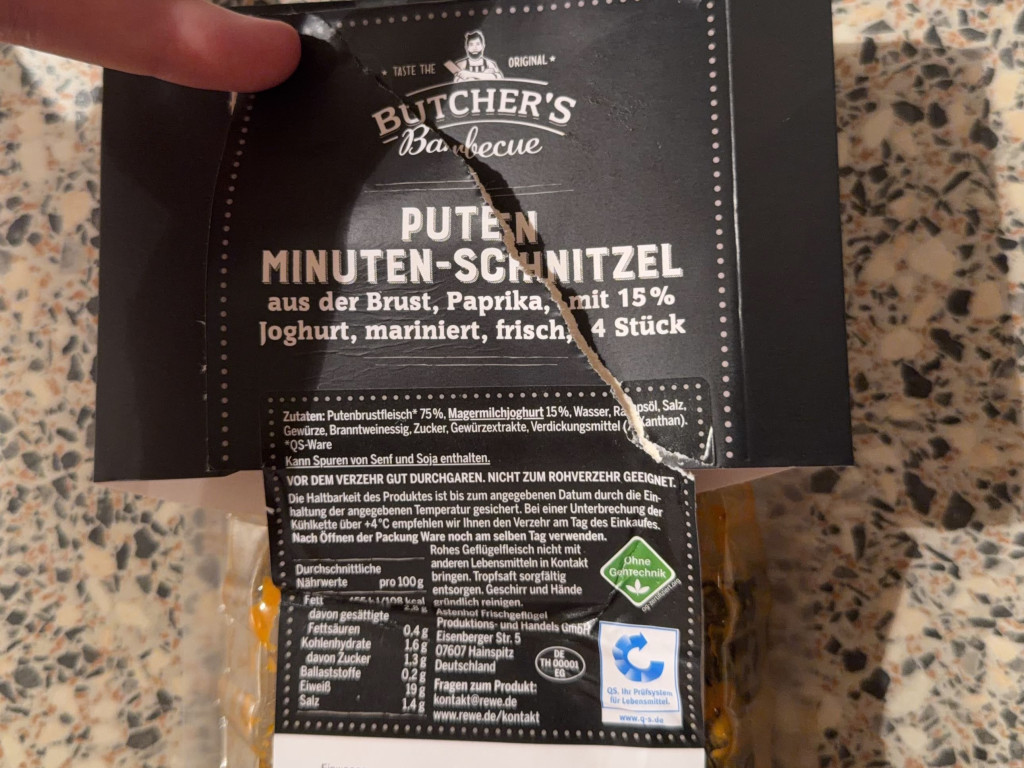 TASTE THE ORIGINAL
BUTCHER'S
Barbecue
PUTEN
MINUTEN-SCHNITZEL
aus der Brust, Paprika, mit 15%
Joghurt, mariniert, frisch, 4 Stück
Zutaten: Putenbrustfleisch* 75%, Magermilchjoghurt 15%, Wasser, Rapsöl, Salz,
Gewürze, Branntweinessig, Zucker, Gewürzextrakte, Verdickungsmittel (Xanthan).
*QS-Ware
Kann Spuren von Senf und Soja enthalten.
VOR DEM VERZEHR GUT DURCHGAREN. NICHT ZUM ROHVERZEHR GEEIGNET.
Die Haltbarkeit des Produktes ist bis zum angegebenen Datum durch die Ein-
haltung der angegebenen Temperatur gesichert. Bei einer Unterbrechung der
Kühlkette über +4°C empfehlen wir Ihnen den Verzehr am Tag des Einkaufes.
Nach Öffnen der Packung Ware noch am selben Tag verwenden.
Durchschnittliche
Nährwerte pro 100 g
Fett
davon gesättigte
Fettsäuren 0,4 g
Kohlenhydrate 1,6 g
davon Zucker 1,3 g
Ballaststoffe 0,2 g
Eiweiß 19 g
Salz 1,4 g
Rohes Geflügelfleisch nicht mit
anderen Lebensmitteln in Kontakt
bringen. Tropfsaft sorgfältig
entsorgen. Geschirr und Hände
gründlich reinigen.
Astenhof Frischgeflügel
Produktions- und Handels GmbH
Eisenberger Str. 5
07607 Hainspitz
Deutschland
DE
TH 00001
EG
Fragen zum Produkt:
kontakt@rewe.de
www.rewe.de/kontakt
Ohne
Gentechnik
QS. Ihr Prüfsystem
für Lebensmittel.
www.q-s.de